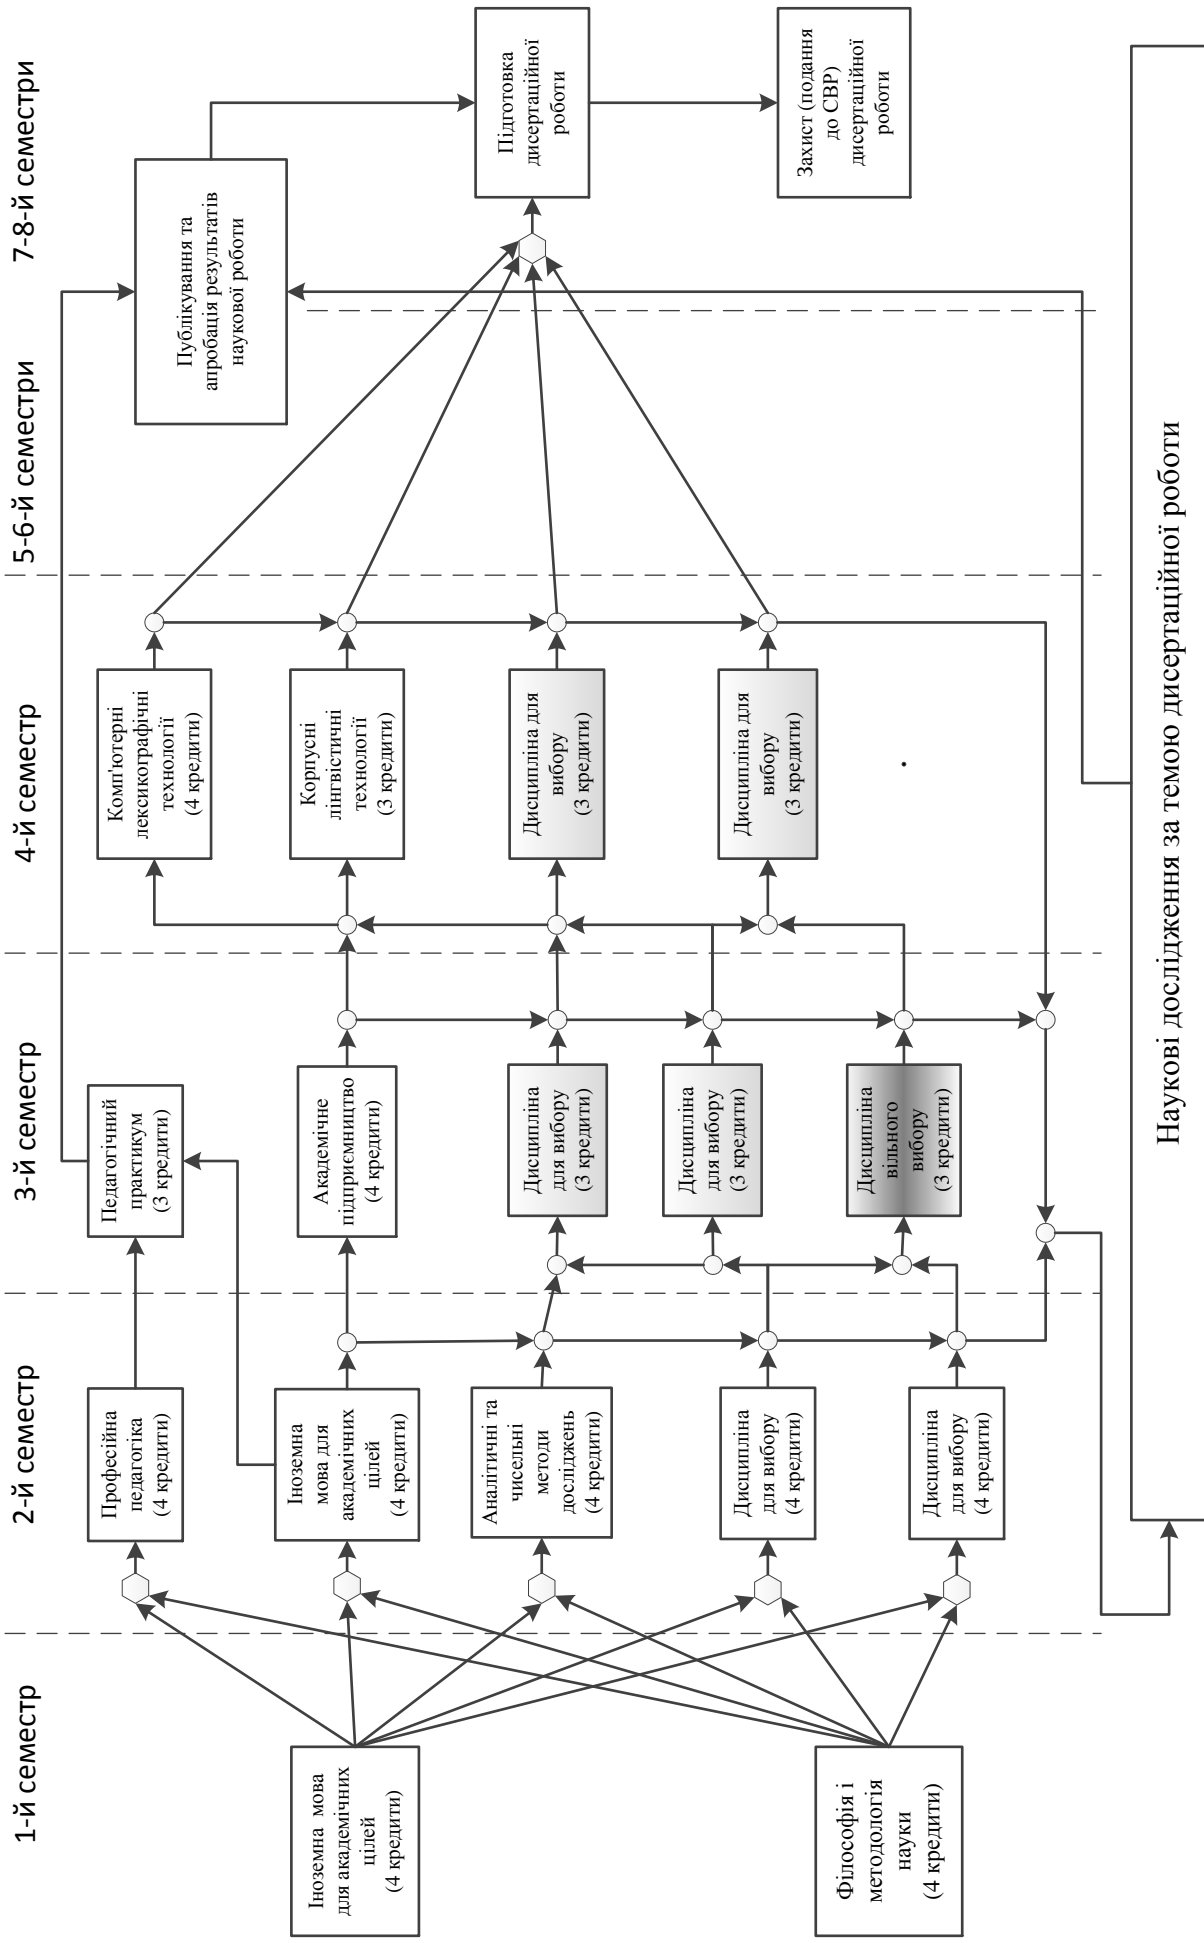 1-й семестр
2-й семестр
3-й семестр
4-й семестр
5-6-й семестри
7-8-й семестри
Іноземна мова
для академічних
цілей
(4 кредити)
Філософія і
методологія
науки
(4 кредити)
Професійна
педагогіка
(4 кредити)
Іноземна
мова для
академічних
цілей
(4 кредити)
Аналітичні та
чисельні
методи
досліджень
(4 кредити)
Дисципліна
для вибору
(4 кредити)
Дисципліна
для вибору
(4 кредити)
Педагогічний
практикум
(3 кредити)
Академічне
підприємництво
(4 кредити)
Дисципліна
для вибору
(3 кредити)
Дисципліна
для вибору
(3 кредити)
Дисципліна
вільного
вибору
(3 кредити)
Комп'ютерні
лексикографічні
технології
(4 кредити)
Корпусні
лінгвістичні
технології
(3 кредити)
Дисципліна для
вибору
(3 кредити)
Дисципліна для
вибору
(3 кредити)
.
Публікування та
апробація результатів
наукової роботи
Підготовка
дисертаційної
роботи
Захист (подання
до СВР)
дисертаційної
роботи
Наукові дослідження за темою дисертаційної роботи